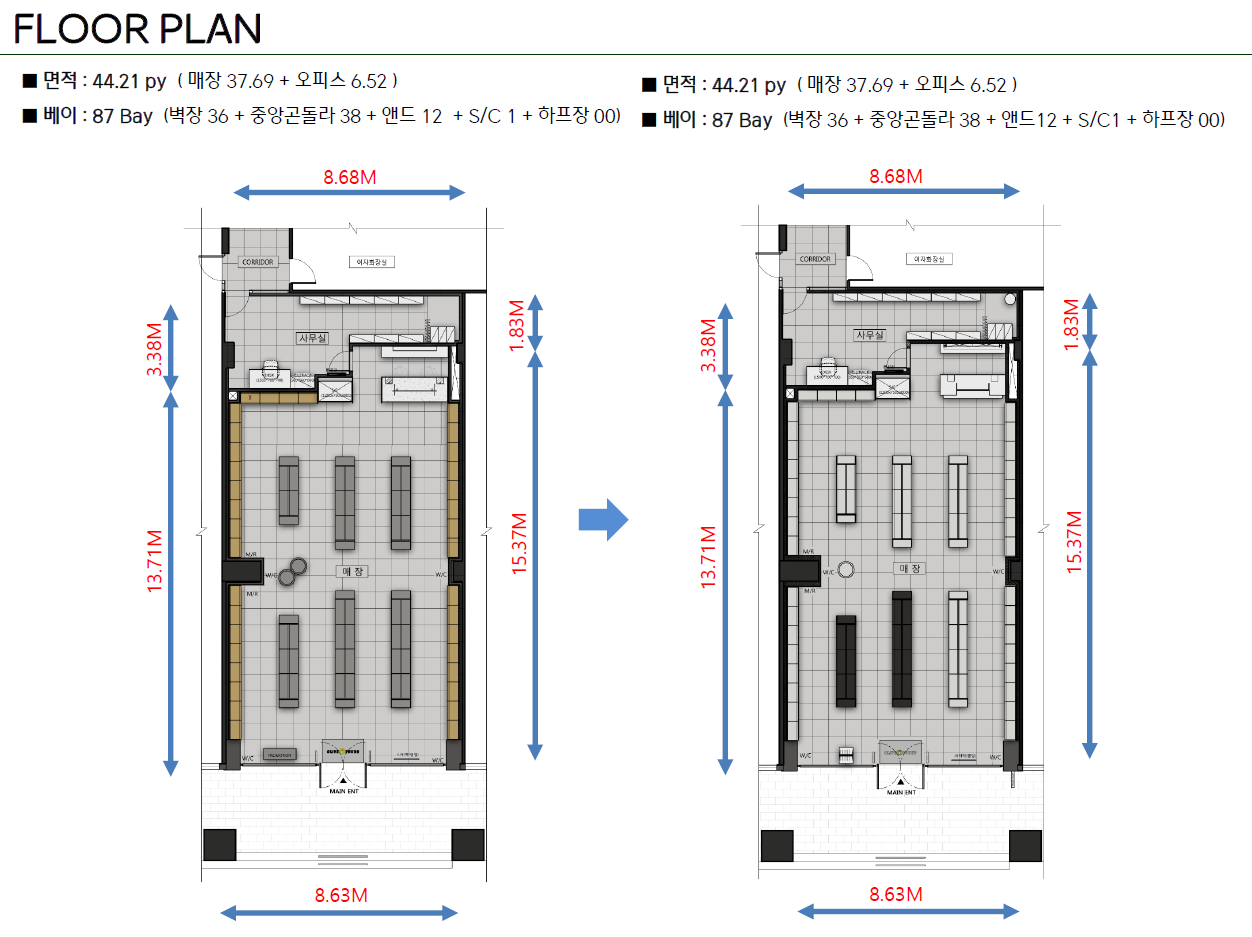 FLOOR PLAN
■ 면적 : 44.21 py ( 매장 37.69 + 오피스 6.52 )
■ 베이 : 87 Bay (벽장 36 + 중앙곤돌라 38 + 앤드 12 + S/C 1 + 하프장 00)
■ 면적 : 44.21 py ( 매장 37.69 + 오피스 6.52 )
■ 베이 : 87 Bay (벽장 36 + 중앙곤돌라 38 + 앤드12 + S/C1 + 하프장 00)
8.68M
CORRIDOR
여자화장실
사무실
3.38M
1.83M
13.71M
15.37M
M/R
W/C
매 장
W/C
M/R
W/C
PROMOTION
W/C
MAIN ENT
8.63M
8.68M
CORRIDOR
여자화장실
사무실
3.38M
1.83M
13.71M
15.37M
M/R
W/C
매 장
W/C
M/R
W/C
W/C
MAIN ENT
8.63M